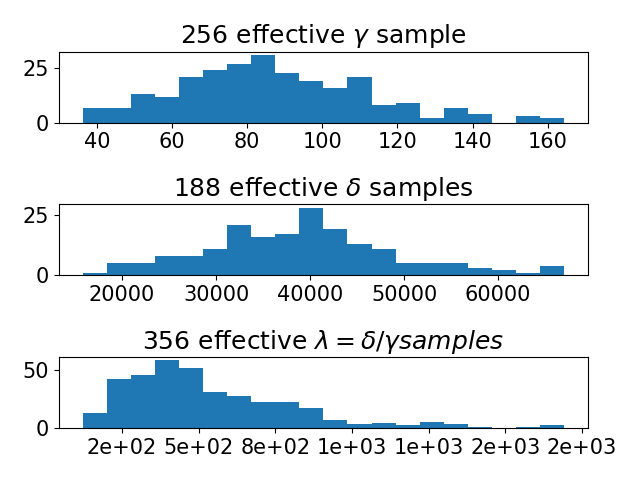 256 effective γ sample
25
0
40 60 80 100 120 140 160
188 effective δ samples
25
0
20000 30000 40000 50000 60000
356 effective λ = δ/γsamples
50
0
2e+02 5e+02 8e+02 1e+03 1e+03 2e+03 2e+03